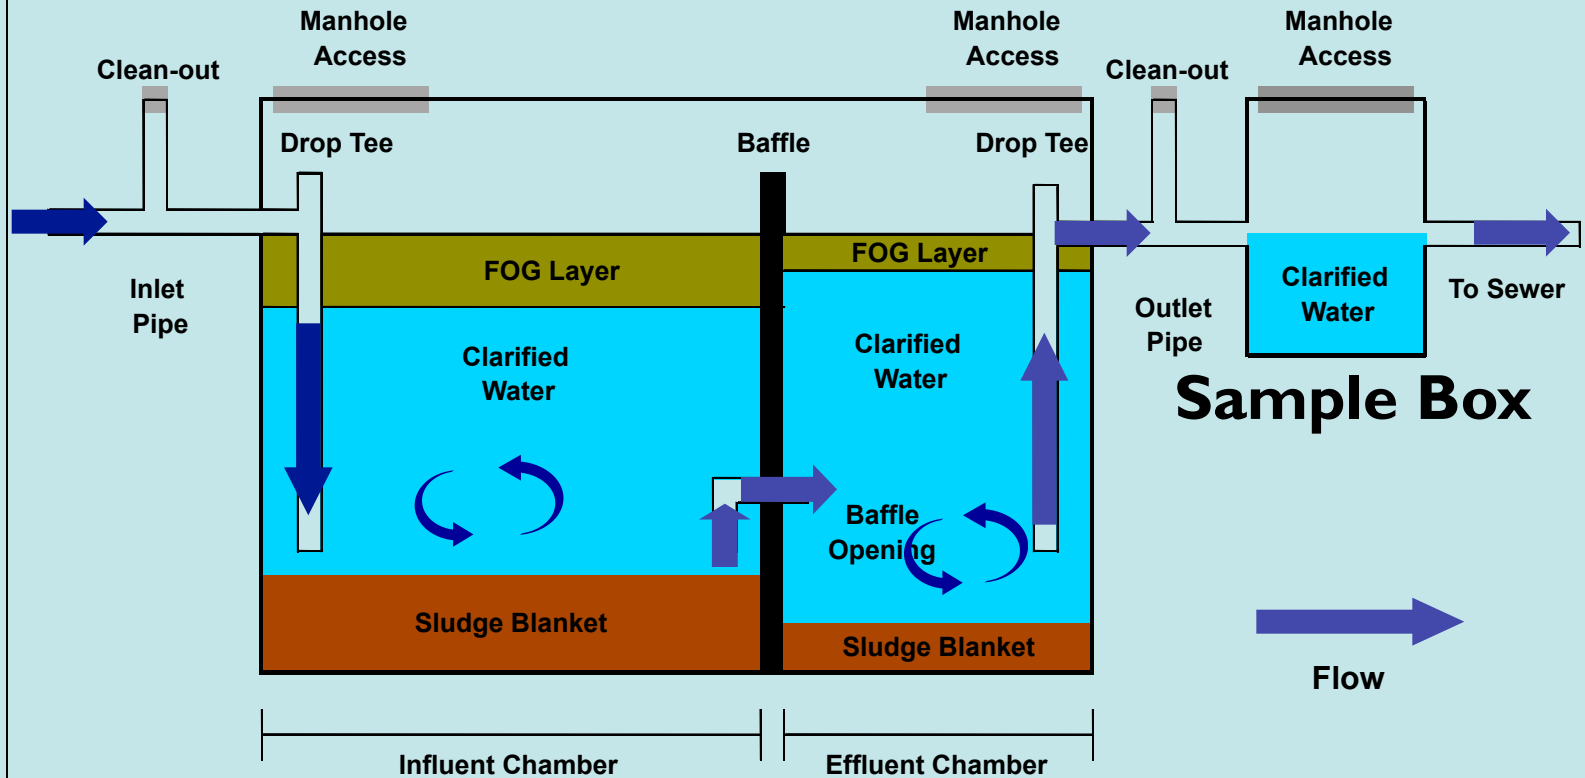 Manhole
Access
Manhole
Access
Manhole
Access
Clean-out
Clean-out
Drop Tee
Baffle
Drop Tee
FOG Layer
FOG Layer
Inlet
Pipe
Clarified
Water
Clarified
Water
Outlet
Pipe
Clarified
Water
To Sewer
Sample Box
Baffle
Opening
Sludge Blanket
Sludge Blanket
Flow
Influent Chamber
Effluent Chamber